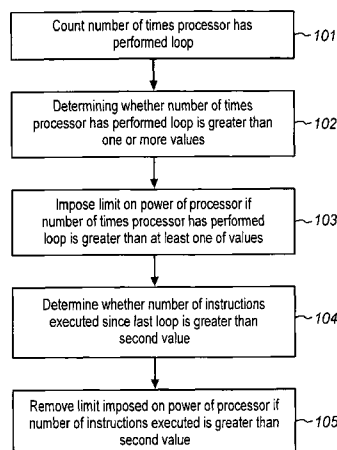 Count number of times processor has
performed loop
101
Determining whether number of times
processor has performed loop is greater than
one or more values
102
Impose limit on power of processor if
number of times processor has performed
loop is greater than at least one of values
103
Determine whether number of instructions
executed since last loop is greater than
second value
104
Remove limit imposed on power of processor if
number of instructions executed is greater than
second value
105